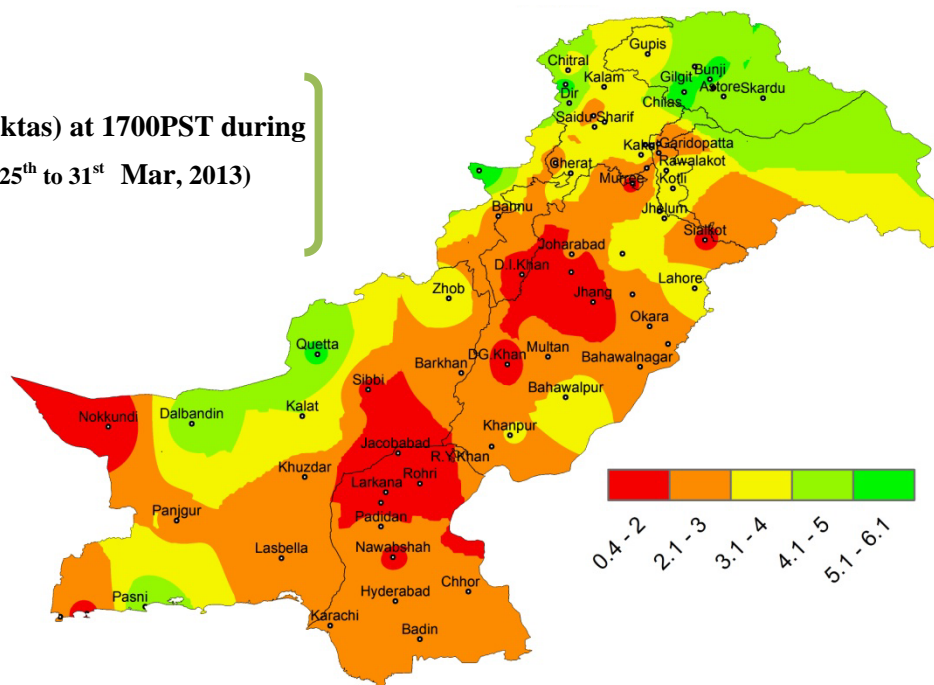 ktas) at 1700PST during
25th to 31st Mar, 2013)
Gupis
Chitral
Kalam
Gilgit
Bunji
Astore
Skardu
Chilas
Dir
Saidu Sharif
Garidopatta
Rawalakot
Cherat
Murree
Kotli
Bannu
Jhelum
Sialkot
Joharabad
D.I.Khan
Zhob
Jhang
Lahore
Okara
Quetta
Multan
DG.Khan
Barkhan
Bahawalnagar
Sibbi
Bahawalpur
Nokkundi
Dalbandin
Kalat
Khanpur
Jacobabad
R.Y.Khan
Khuzdar
Rohri
Larkana
Panjgur
Padidan
Lasbella
Nawabshah
Pasni
Hyderabad
Chhor
Karachi
Badin
0.4 - 2
2.1 - 3
3.1 - 4
4.1 - 5
5.1 - 6.1